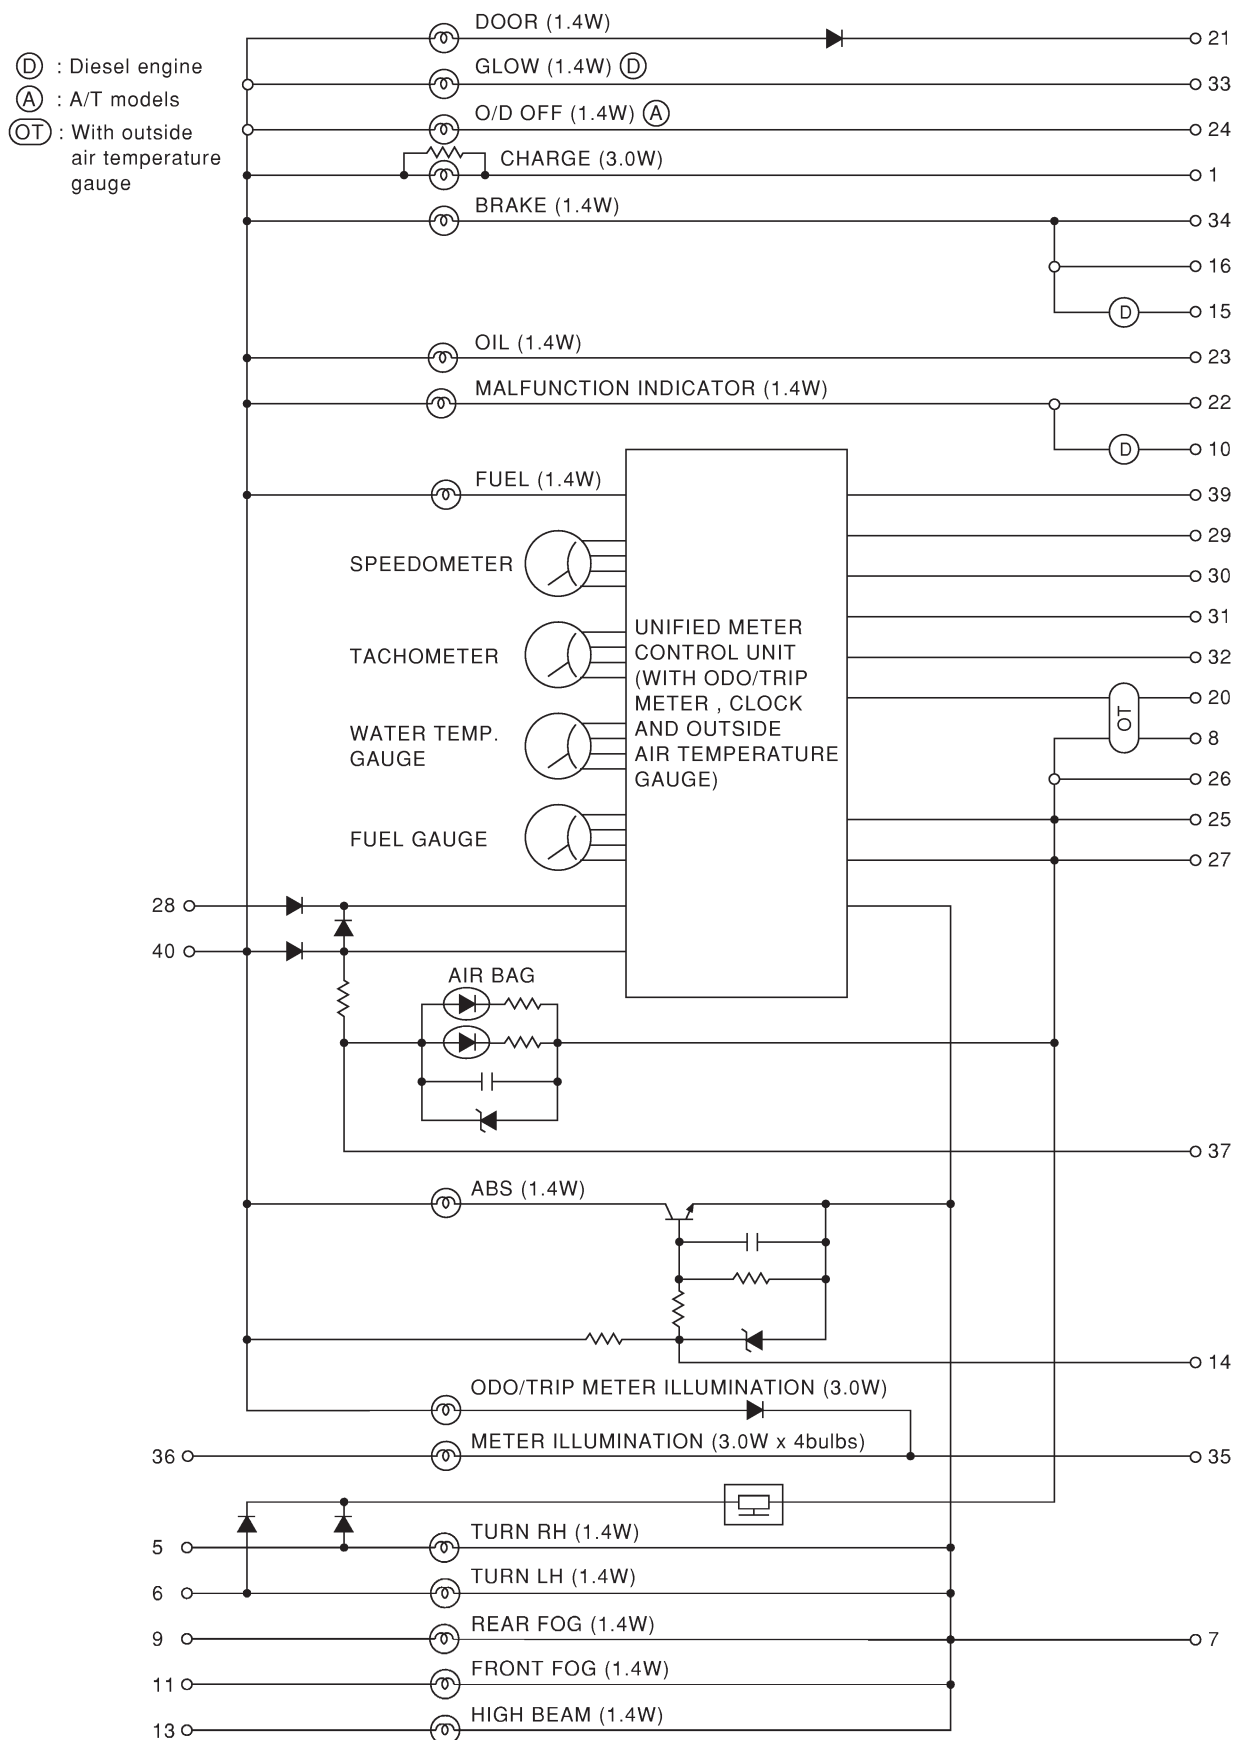 DOOR (1.4W)
21
D : Diesel engine
GLOW (1.4W) D
33
A : A/T models
O/D OFF (1.4W) A
24
OT : With outside
air temperature
gauge
CHARGE (3.0W)
1
BRAKE (1.4W)
34
16
D
15
OIL (1.4W)
23
MALFUNCTION INDICATOR (1.4W)
22
D
10
FUEL (1.4W)
39
29
SPEEDOMETER
30
31
TACHOMETER
UNIFIED METER
CONTROL UNIT
(WITH ODO/TRIP
METER , CLOCK
AND OUTSIDE
AIR TEMPERATURE
GAUGE)
32
20
OT
WATER TEMP.
GAUGE
8
26
25
FUEL GAUGE
27
28
40
AIR BAG
37
ABS (1.4W)
14
ODO/TRIP METER ILLUMINATION (3.0W)
36
METER ILLUMINATION (3.0W x 4bulbs)
35
5
TURN RH (1.4W)
6
TURN LH (1.4W)
9
REAR FOG (1.4W)
7
11
FRONT FOG (1.4W)
13
HIGH BEAM (1.4W)